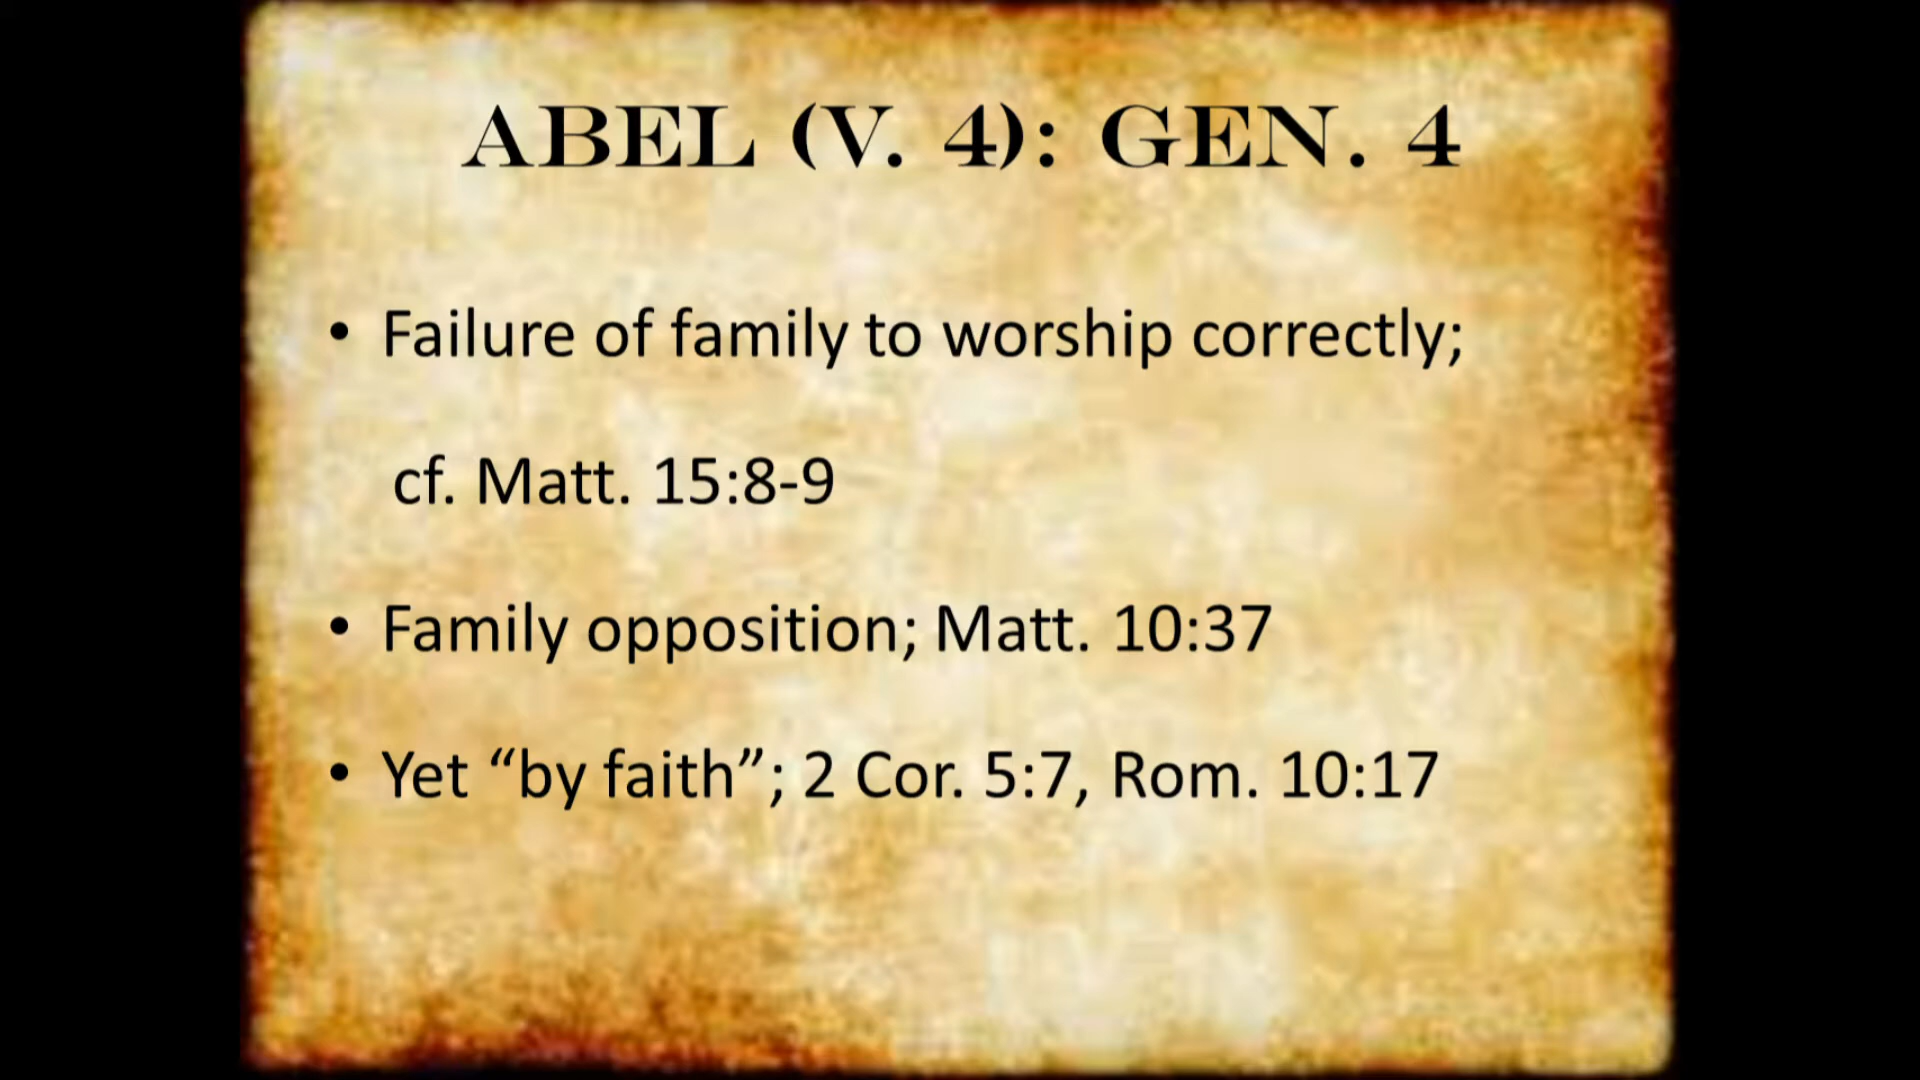 ABEL (V. 4): GEN. 4
• Failure of family to worship correctly;
cf. Matt. 15:8-9
• Family opposition; Matt. 10:37
• Yet “by faith”; 2 Cor. 5:7, Rom. 10:17